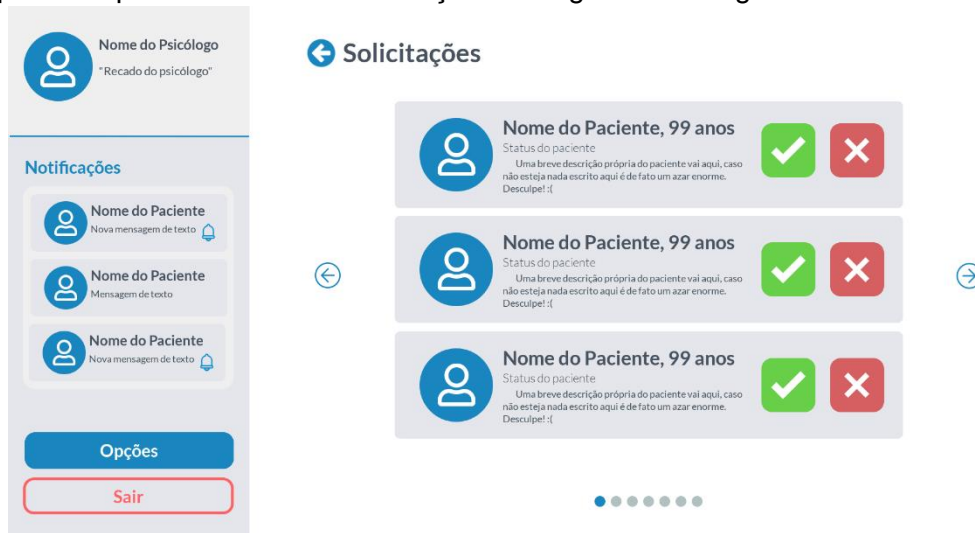 Nome do Psicólogo
"Recado do psicólogo"
Notificações
Nome do Paciente
Nova mensagem de texto
Nome do Paciente
Mensagem de texto
Nome do Paciente
Nova mensagem de texto
Opções
Sair
Solicitações
Nome do Paciente, 99 anos
Status do paciente
Uma breve descrição própria do paciente vai aqui, caso
não esteja nada escrito aqui é de fato um azar enorme.
Desculpe! :(
Nome do Paciente, 99 anos
Status do paciente
Uma breve descrição própria do paciente vai aqui, caso
não esteja nada escrito aqui é de fato um azar enorme.
Desculpe! :(
Nome do Paciente, 99 anos
Status do paciente
Uma breve descrição própria do paciente vai aqui, caso
não esteja nada escrito aqui é de fato um azar enorme.
Desculpe! :(